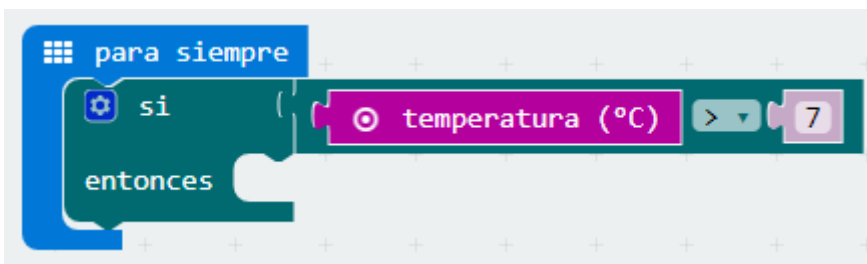 para siempre
si temperatura (°C) > 7
entonces